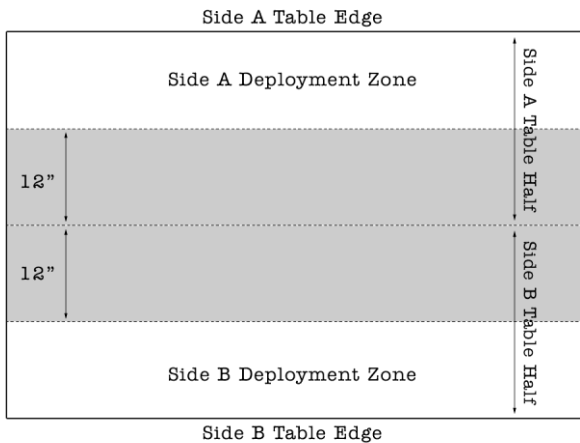 Side A Table Edge
Side A Deployment Zone
Side A Table Half
12”
12”
Side B Table Half
Side B Deployment Zone
Side B Table Edge